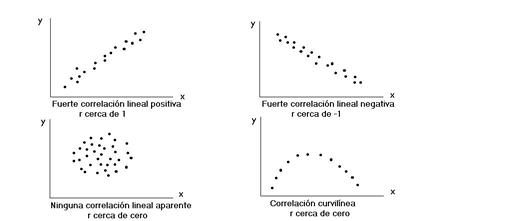 y
x
Fuerte correlación lineal positiva
r cerca de 1
y
x
Fuerte correlación lineal negativa
r cerca de -1
y
x
Ninguna correlación lineal aparente
r cerca de cero
y
x
Correlación curvilínea
r cerca de cero